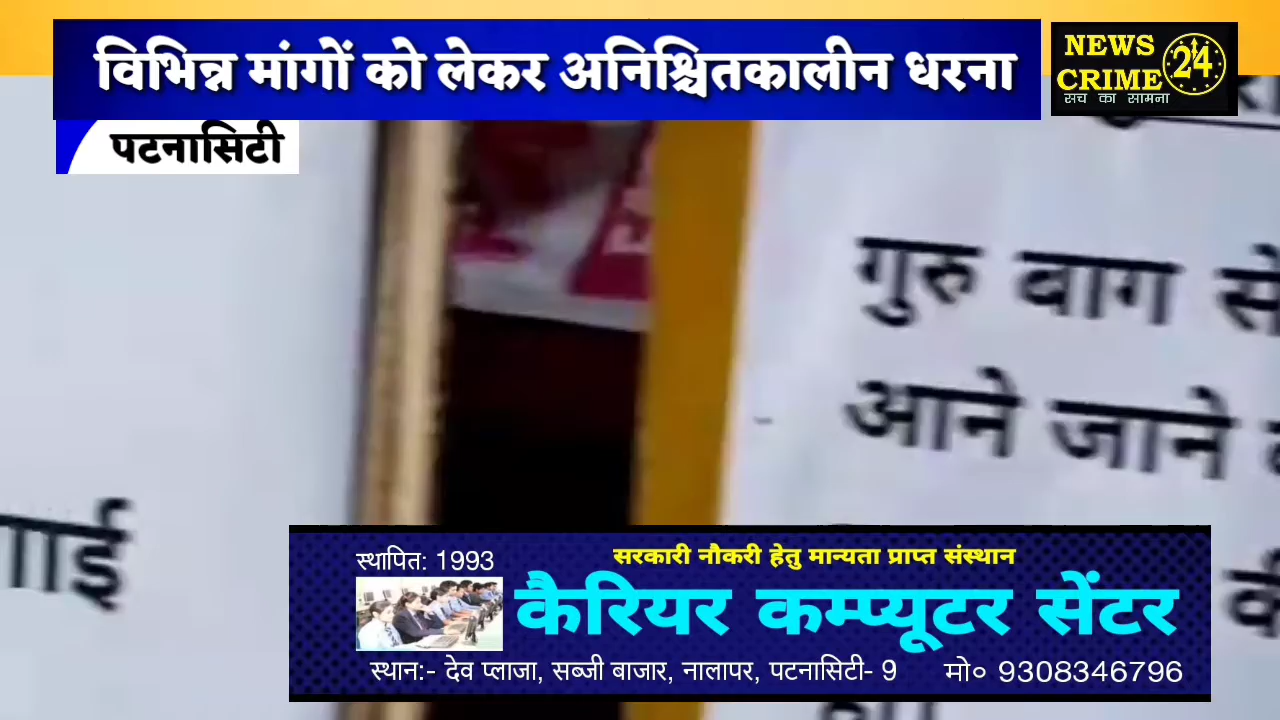 विभिन्न मांगों को लेकर अनिश्चितकालीन धरना
NEWS
CRIME 24
सच का सामना
पटनासिटी
गुरु बाग से
आने जाने
स्थापित: 1993
सरकारी नौकरी हेतु मान्यता प्राप्त संस्थान
कैरियर कम्प्यूटर सेंटर
स्थान:- देव प्लाजा, सब्जी बाजार, नालापर, पटनासिटी- 9 मो० 9308346796